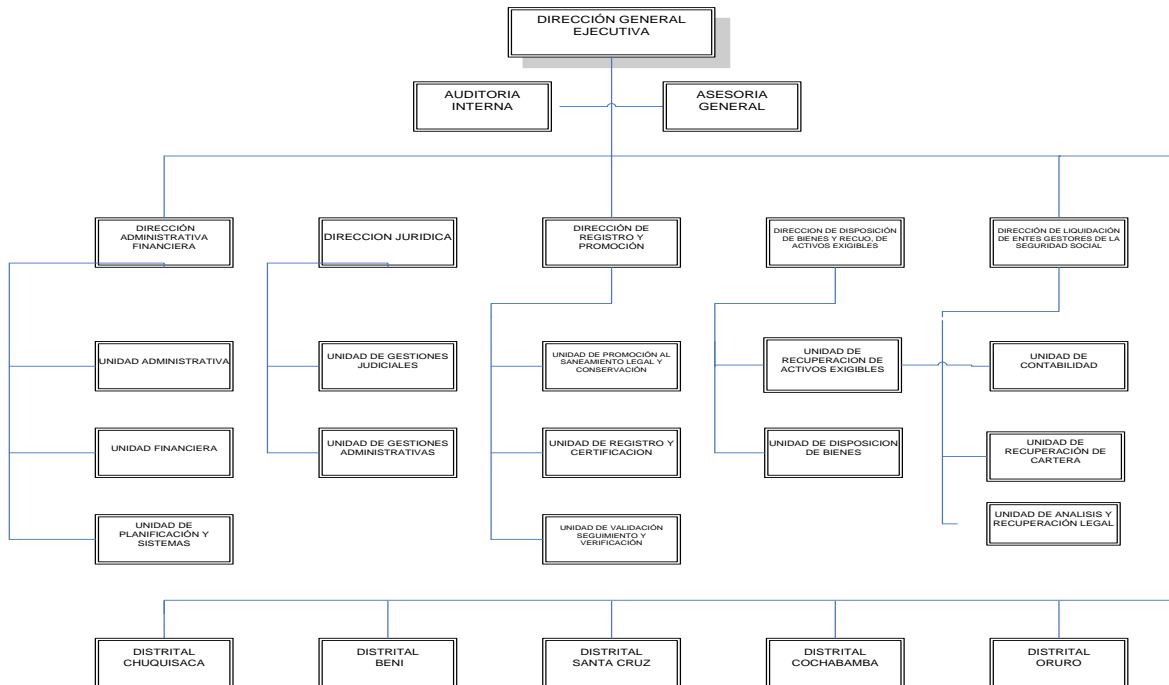 DIRECCIÓN GENERAL
EJECUTIVA
AUDITORIA
INTERNA
ASESORIA
GENERAL
DIRECCIÓN
ADMINISTRATIVA
FINANCIERA
DIRECCION JURIDICA
DIRECCIÓN DE
REGISTRO Y
PROMOCIÓN
DIRECCION DE DISPOSICIÓN
DE BIENES Y RECUO, DE
ACTIVOS EXIGIBLES
DIRECCIÓN DE LIQUIDACIÓN
DE ENTES GESTORES DE LA
SEGURIDAD SOCIAL
UNIDAD ADMINISTRATIVA
UNIDAD DE GESTIONES
JUDICIALES
UNIDAD DE PROMOCIÓN AL
SANEAMIENTO LEGAL Y
CONSERVACIÓN
UNIDAD DE
RECUPERACION DE
ACTIVOS EXIGIBLES
UNIDAD DE
CONTABILIDAD
UNIDAD FINANCIERA
UNIDAD DE GESTIONES
ADMINISTRATIVAS
UNIDAD DE REGISTRO Y
CERTIFICACION
UNIDAD DE DISPOSICION
DE BIENES
UNIDAD DE
RECUPERACIÓN DE
CARTERA
UNIDAD DE
PLANIFICACIÓN Y
SISTEMAS
UNIDAD DE VALIDACIÓN
SEGUIMIENTO Y
VERIFICACIÓN
UNIDAD DE ANALISIS Y
RECUPERACIÓN LEGAL
DISTRITAL
CHUQUISACA
DISTRITAL
BENI
DISTRITAL
SANTA CRUZ
DISTRITAL
COCHABAMBA
DISTRITAL
ORURO